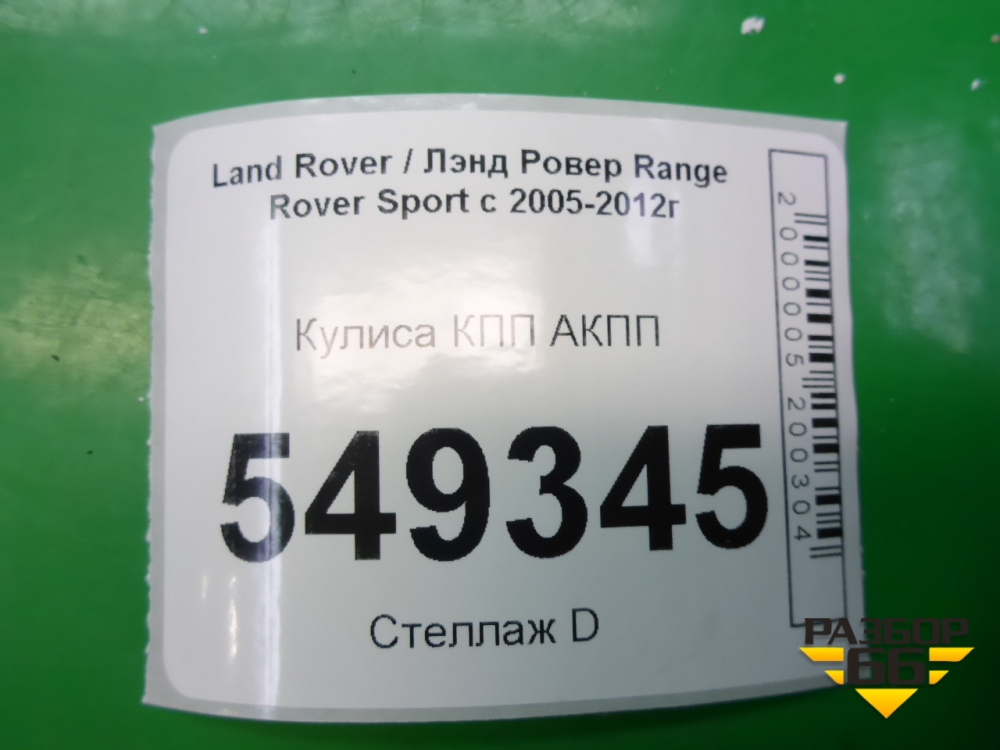 Land Rover / Лэнд Ровер Range
Rover Sport с 2005-2012г
Кулиса КПП АКПП
549345
Стеллаж D
2000005200304
РАЗБОР
66